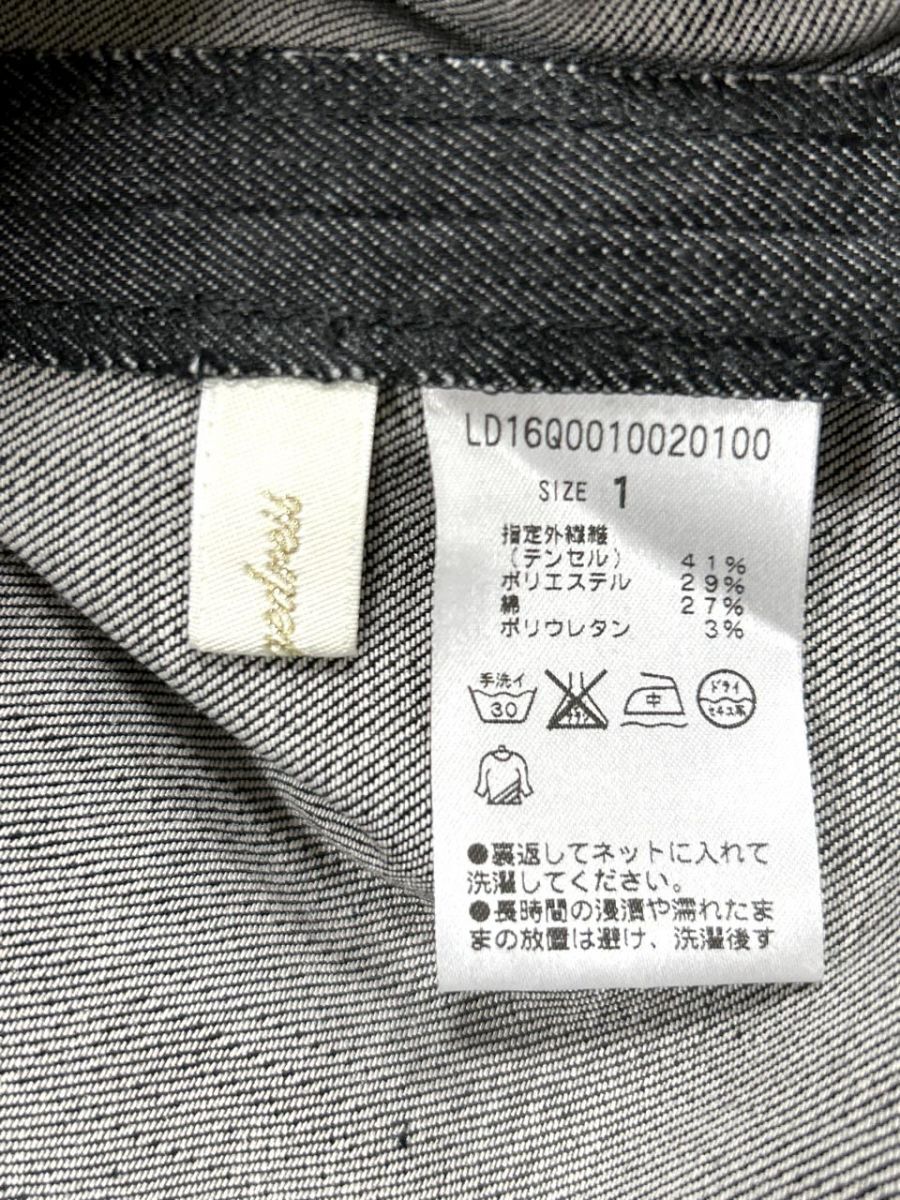 LD16Q0010020100
SIZE 1
指定外繊維
(テンセル) 41%
ポリエステル 29%
綿 27%
ポリウレタン 3%
手洗イ
30
中
ドライ
セキユ系
●裏返してネットに入れて
洗濯してください。
●長時間の浸漬や濡れたま
まの放置は避け、洗濯後す